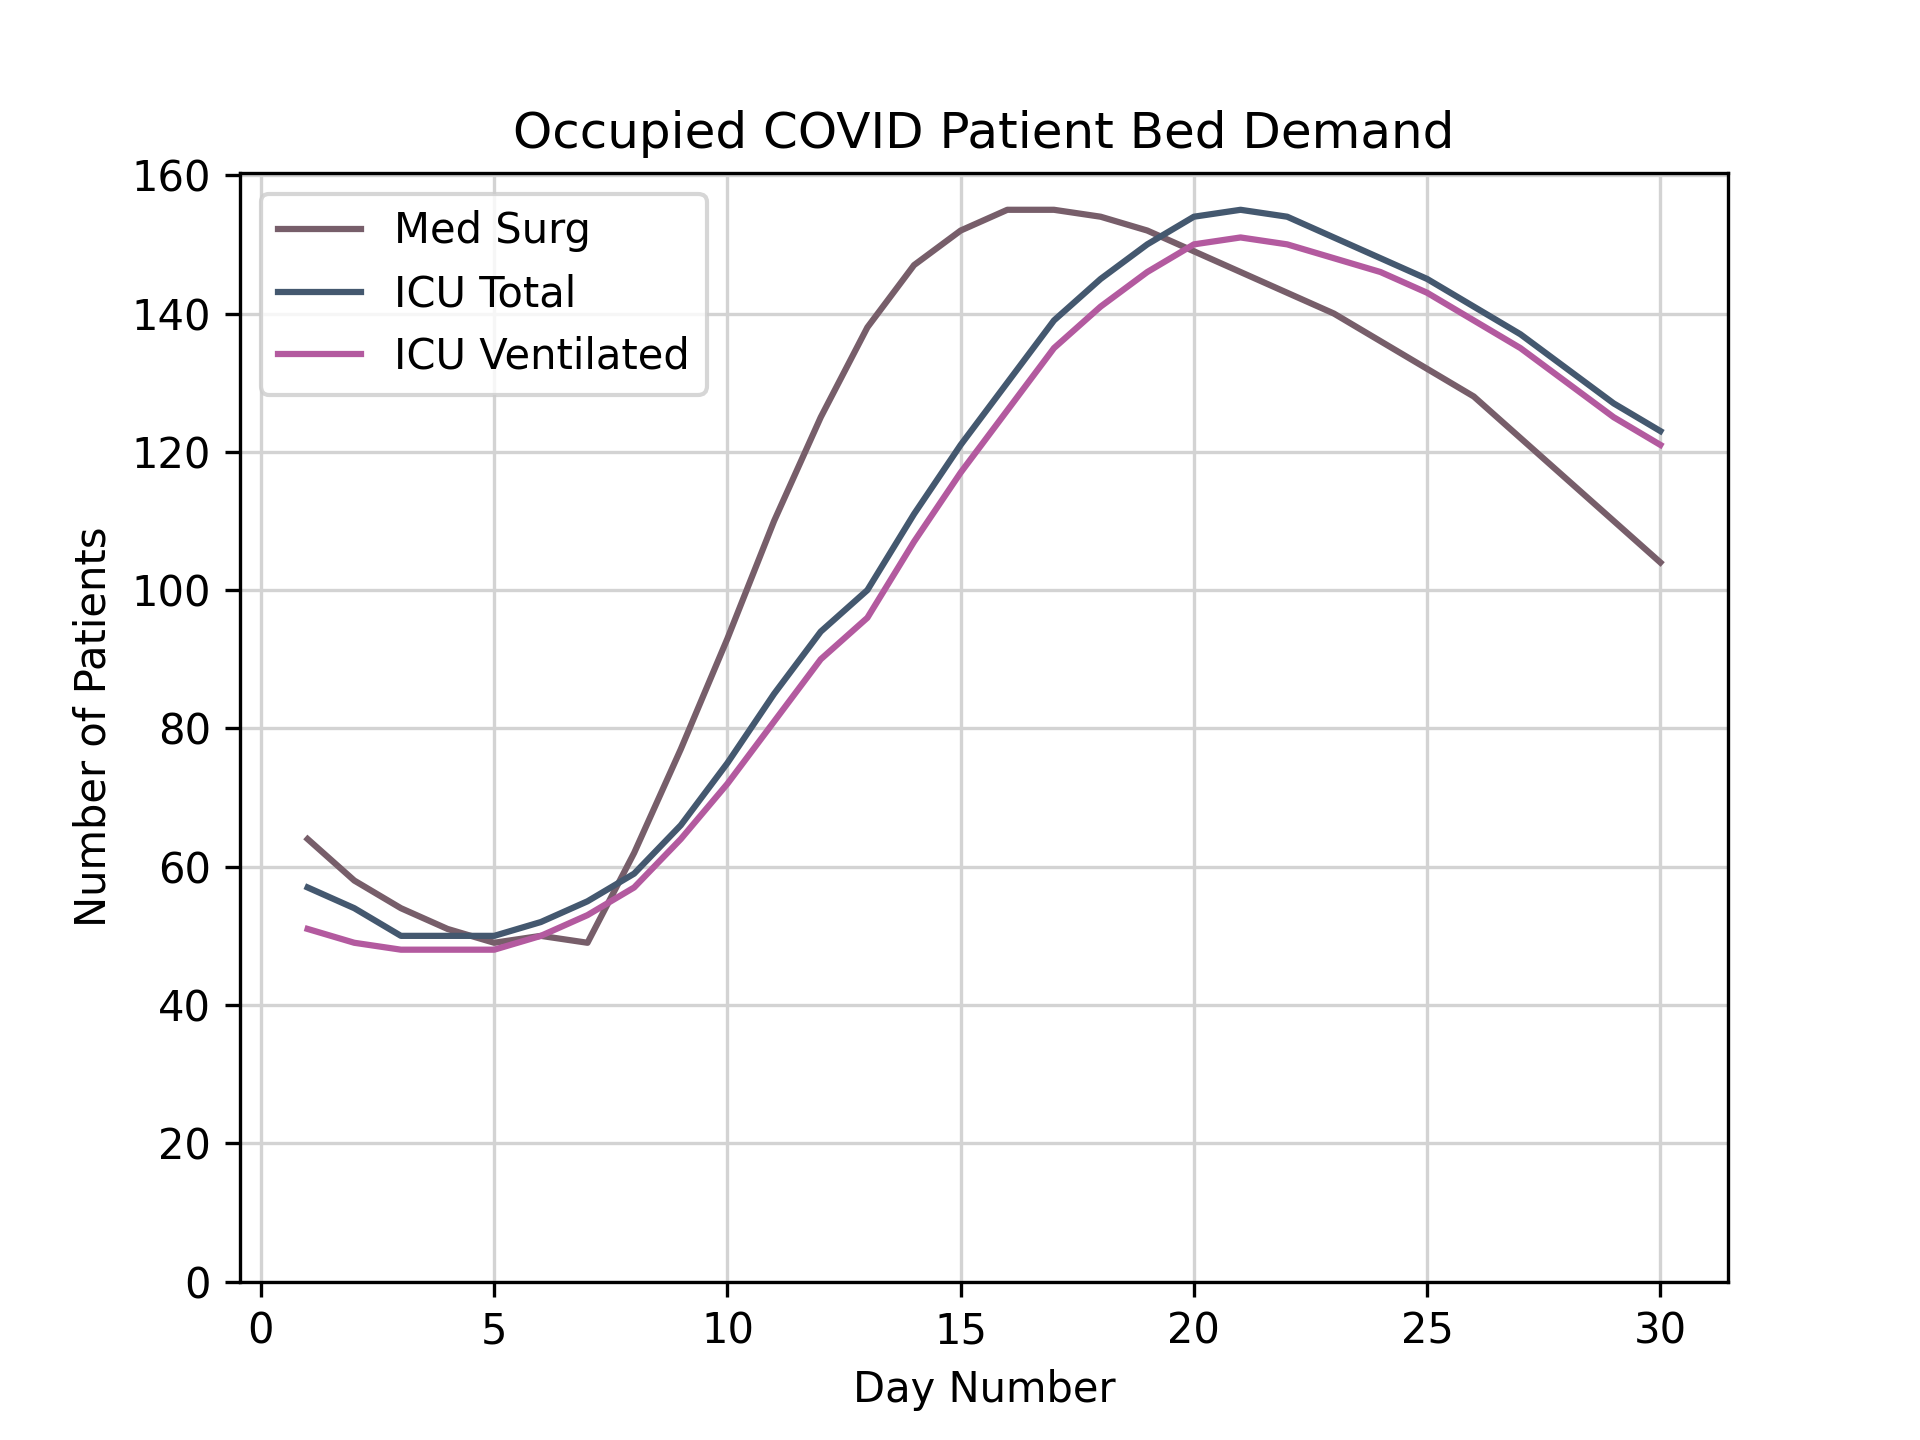 Occupied COVID Patient Bed Demand
Med Surg
ICU Total
ICU Ventilated
Number of Patients
160
140
120
100
80
60
40
20
0
0 5 10 15 20 25 30
Day Number